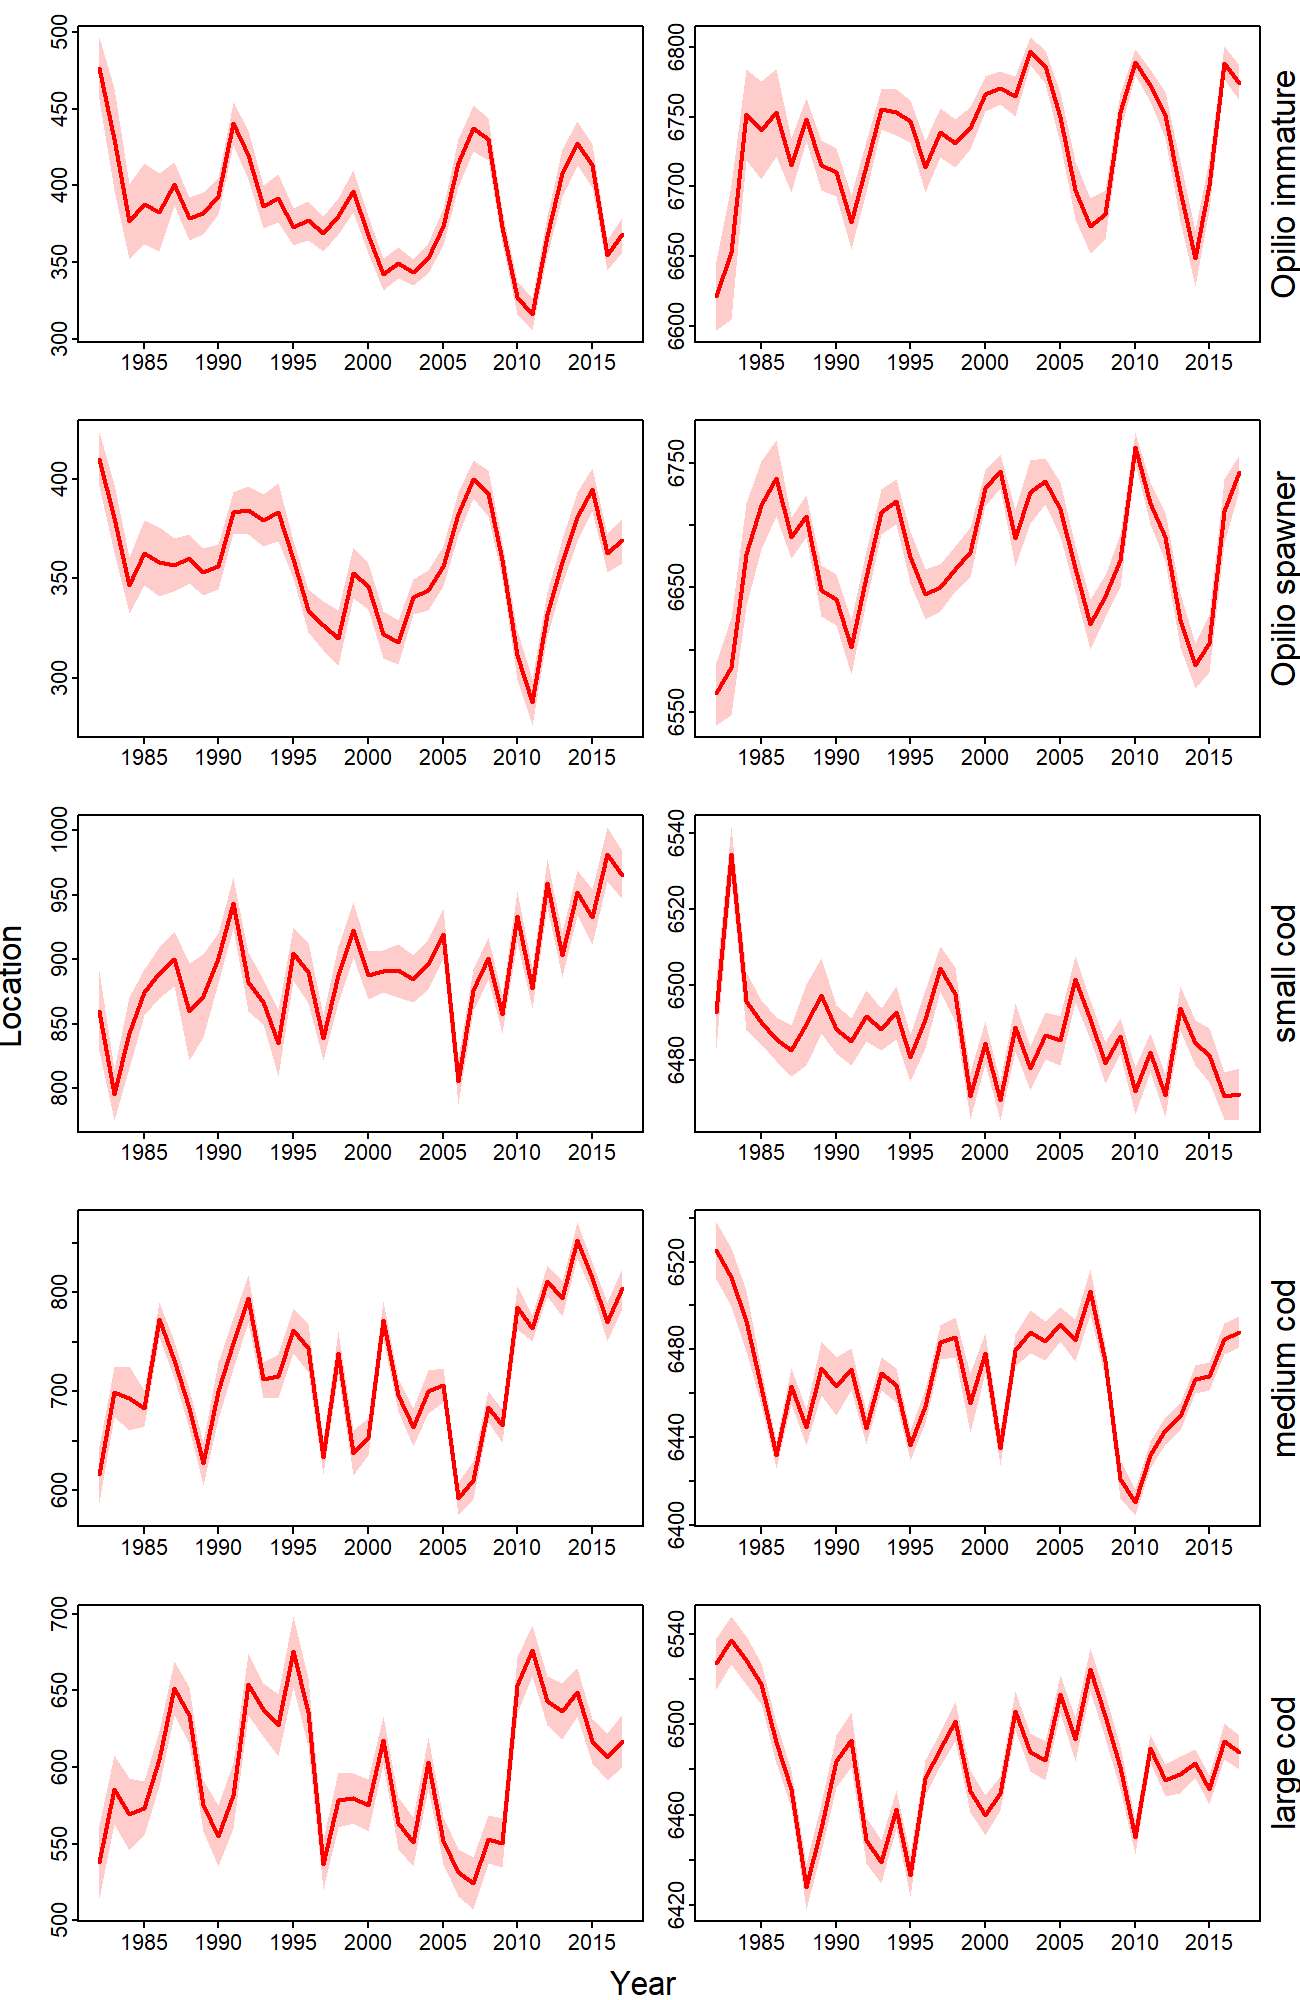 300 350 400 450 500
1985 1990 1995 2000 2005 2010 2015
6600 6650 6700 6750 6800
1985 1990 1995 2000 2005 2010 2015
Opilio immature
300 350 400
1985 1990 1995 2000 2005 2010 2015
6550 6650 6750
1985 1990 1995 2000 2005 2010 2015
Opilio spawner
Location
800 850 900 950 1000
1985 1990 1995 2000 2005 2010 2015
6480 6500 6520 6540
1985 1990 1995 2000 2005 2010 2015
small cod
600 700 800
1985 1990 1995 2000 2005 2010 2015
6400 6440 6480 6520
1985 1990 1995 2000 2005 2010 2015
medium cod
500 550 600 650 700
1985 1990 1995 2000 2005 2010 2015
6420 6460 6500 6540
1985 1990 1995 2000 2005 2010 2015
large cod
Year